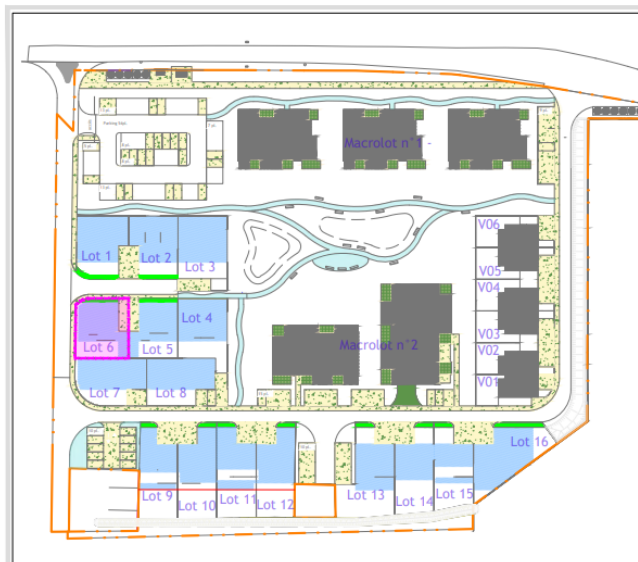 Macrolot n°1 -
V06
Lot 1
Lot 2
Lot 3
V05
V04
Lot 4
Lot 6
Lot 5
Macrolot n°2
V03
V02
Lot 7
Lot 8
V01
Lot 16
Lot 9
Lot 10
Lot 11
Lot 12
Lot 13
Lot 14
Lot 15